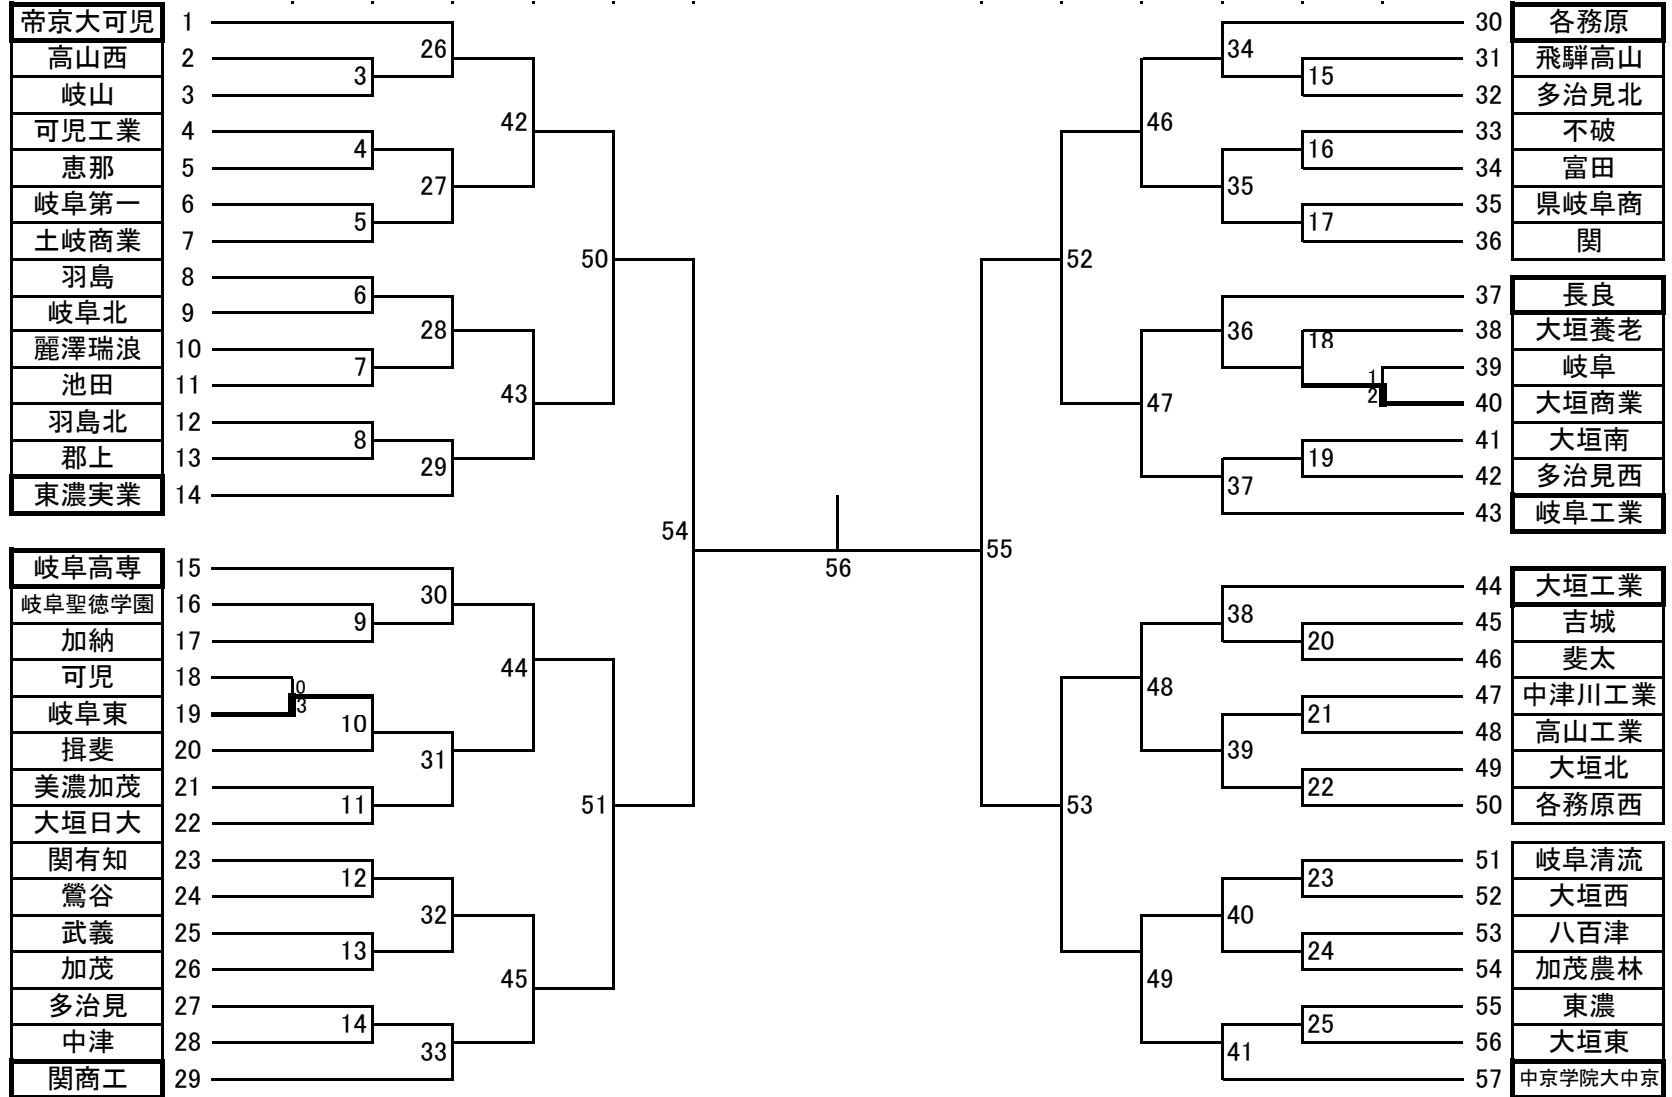 帝京大可児 1
高山西 2
岐山 3
可児工業 4
恵那 5
岐阜第一 6
土岐商業 7
羽島 8
岐阜北 9
麗澤瑞浪 10
池田 11
羽島北 12
郡上 13
東濃実業 14
岐阜高専 15
岐阜聖徳学園 16
加納 17
可児 18
岐阜東 19
揖斐 20
美濃加茂 21
大垣日大 22
関有知 23
鶯谷 24
武義 25
加茂 26
多治見 27
中津 28
関商工 29
0
3
3
4
5
6
7
8
9
10
11
12
13
14
26
27
28
29
30
31
32
33
42
43
44
45
50
51
54
56
55
52
53
46
47
48
49
34
35
36
37
38
39
40
41
15
16
17
18
19
20
21
22
23
24
25
1
2
30 各務原
31 飛騨高山
32 多治見北
33 不破
34 富田
35 県岐阜商
36 関
37 長良
38 大垣養老
39 岐阜
40 大垣商業
41 大垣南
42 多治見西
43 岐阜工業
44 大垣工業
45 吉城
46 斐太
47 中津川工業
48 高山工業
49 大垣北
50 各務原西
51 岐阜清流
52 大垣西
53 八百津
54 加茂農林
55 東濃
56 大垣東
57 中京学院大中京